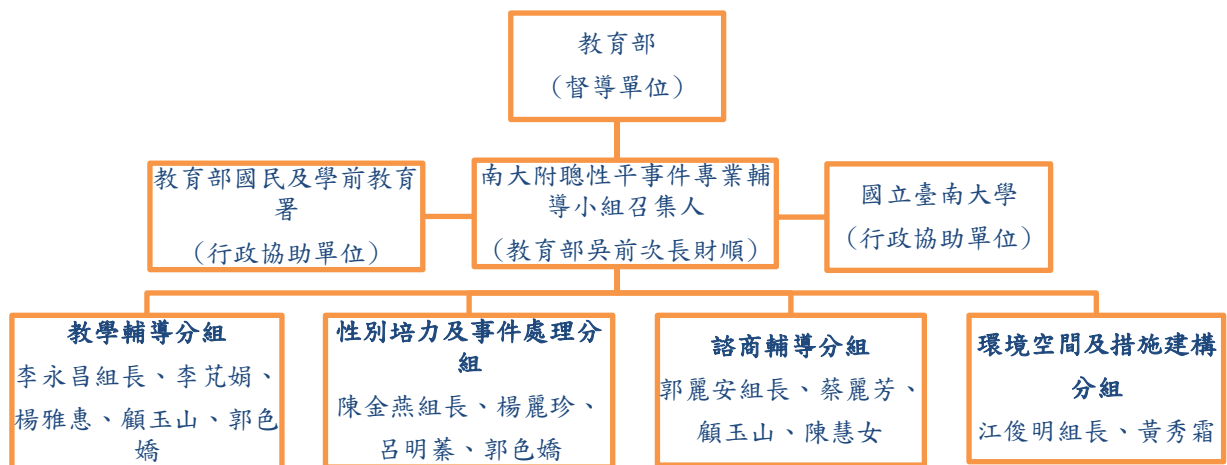 教育部
(督導單位)
教育部國民及學前教育
署
(行政協助單位)
南大附聰性平事件專業輔
導小組召集人
(教育部吳前次長財順)
國立臺南大學
(行政協助單位)
教學輔導分組
李永昌組長、李芃娟、
楊雅惠、顧玉山、郭色
嬌
性別培力及事件處理分
組
陳金燕組長、楊麗珍、
呂明蓁、郭色嬌
諮商輔導分組
郭麗安組長、蔡麗芳、
顧玉山、陳慧女
環境空間及措施建構
分組
江俊明組長、黃秀霜